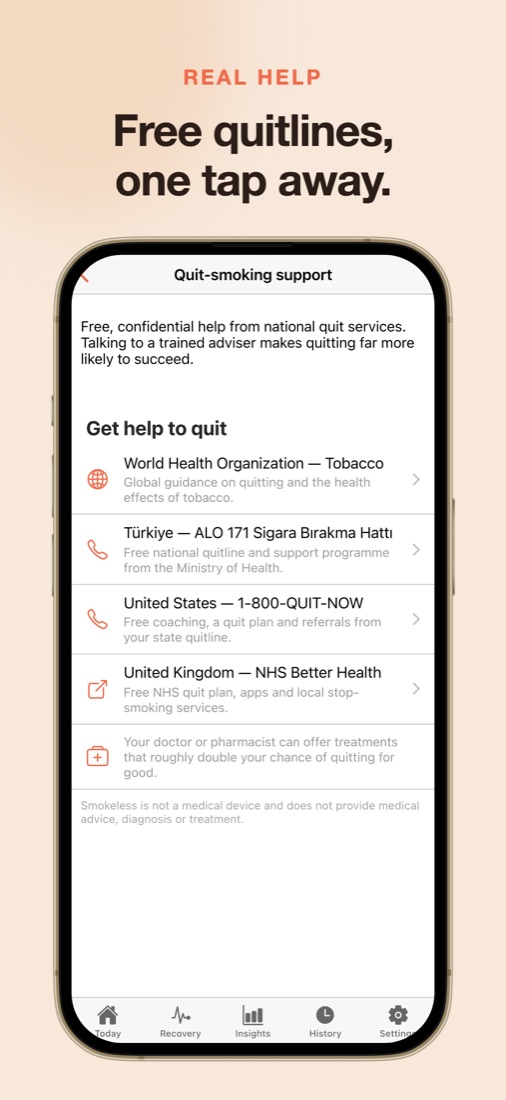 REAL HELP
Free quitlines,
one tap away.
Quit-smoking support
Free, confidential help from national quit services.
Talking to a trained adviser makes quitting far more
likely to succeed.
Get help to quit
World Health Organization — Tobacco
Global guidance on quitting and the health
effects of tobacco.
Türkiye — ALO 171 Sigara Bırakma Hattı
Free national quitline and support programme
from the Ministry of Health.
United States — 1-800-QUIT-NOW
Free coaching, a quit plan and referrals from
your state quitline.
United Kingdom — NHS Better Health
Free NHS quit plan, apps and local stop-
smoking services.
Your doctor or pharmacist can offer treatments
that roughly double your chance of quitting for
good.
Smokeless is not a medical device and does not provide medical
advice, diagnosis or treatment.
Today Recovery Insights History Settings